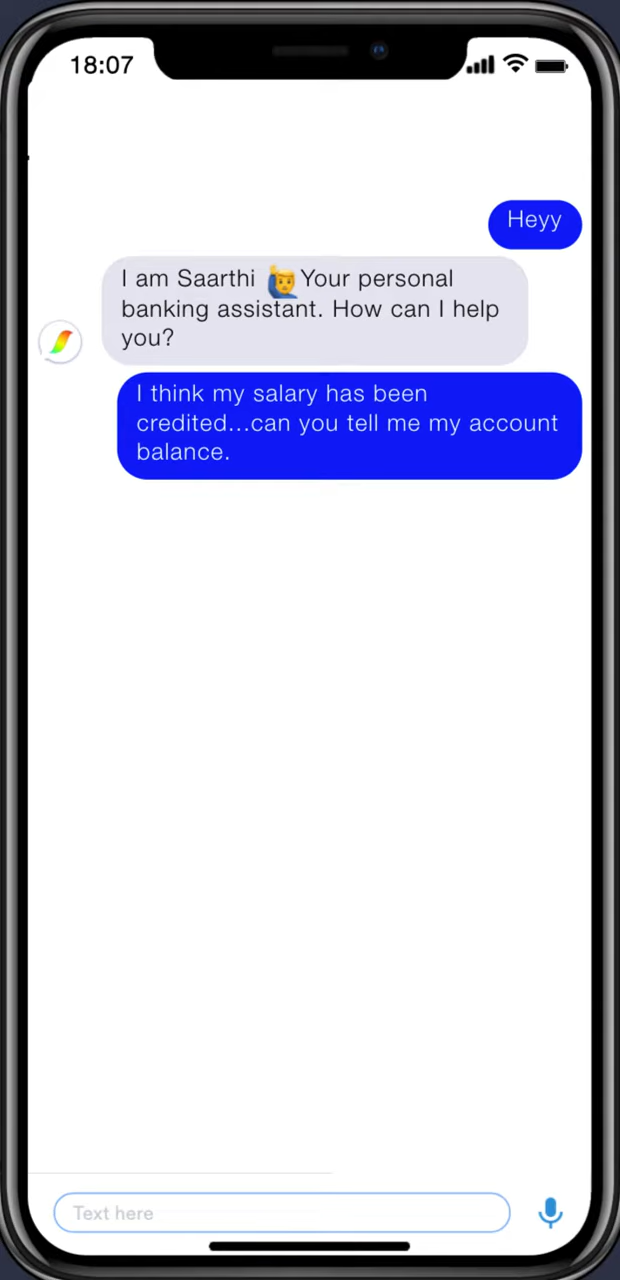 18:07
Heyy
I am Saarthi 🙋‍♂️ Your personal
banking assistant. How can I help
you?
I think my salary has been
credited...can you tell me my account
balance.
Text here